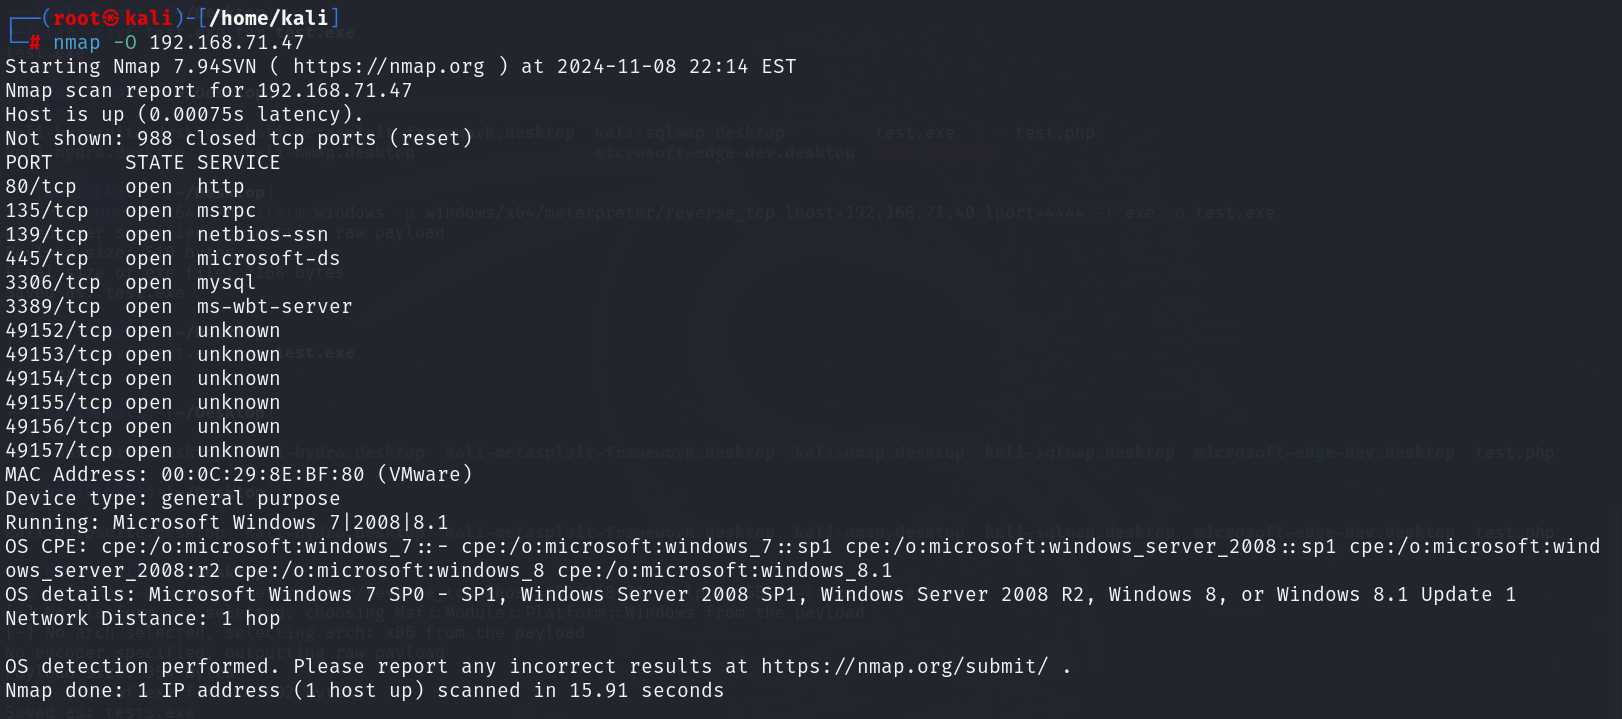 ┌──(root㉿kali)-[/home/kali]
└─# nmap -O 192.168.71.47
Starting Nmap 7.94SVN ( https://nmap.org ) at 2024-11-08 22:14 EST
Nmap scan report for 192.168.71.47
Host is up (0.00075s latency).
Not shown: 988 closed tcp ports (reset)
PORT      STATE SERVICE
80/tcp    open  http
135/tcp   open  msrpc
139/tcp   open  netbios-ssn
445/tcp   open  microsoft-ds
3306/tcp  open  mysql
3389/tcp  open  ms-wbt-server
49152/tcp open  unknown
49153/tcp open  unknown
49154/tcp open  unknown
49155/tcp open  unknown
49156/tcp open  unknown
49157/tcp open  unknown
MAC Address: 00:0C:29:8E:BF:80 (VMware)
Device type: general purpose
Running: Microsoft Windows 7|2008|8.1
OS CPE: cpe:/o:microsoft:windows_7::- cpe:/o:microsoft:windows_7::sp1 cpe:/o:microsoft:windows_server_2008::sp1 cpe:/o:microsoft:wind
ows_server_2008:r2 cpe:/o:microsoft:windows_8 cpe:/o:microsoft:windows_8.1
OS details: Microsoft Windows 7 SP0 - SP1, Windows Server 2008 SP1, Windows Server 2008 R2, Windows 8, or Windows 8.1 Update 1
Network Distance: 1 hop

OS detection performed. Please report any incorrect results at https://nmap.org/submit/ .
Nmap done: 1 IP address (1 host up) scanned in 15.91 seconds